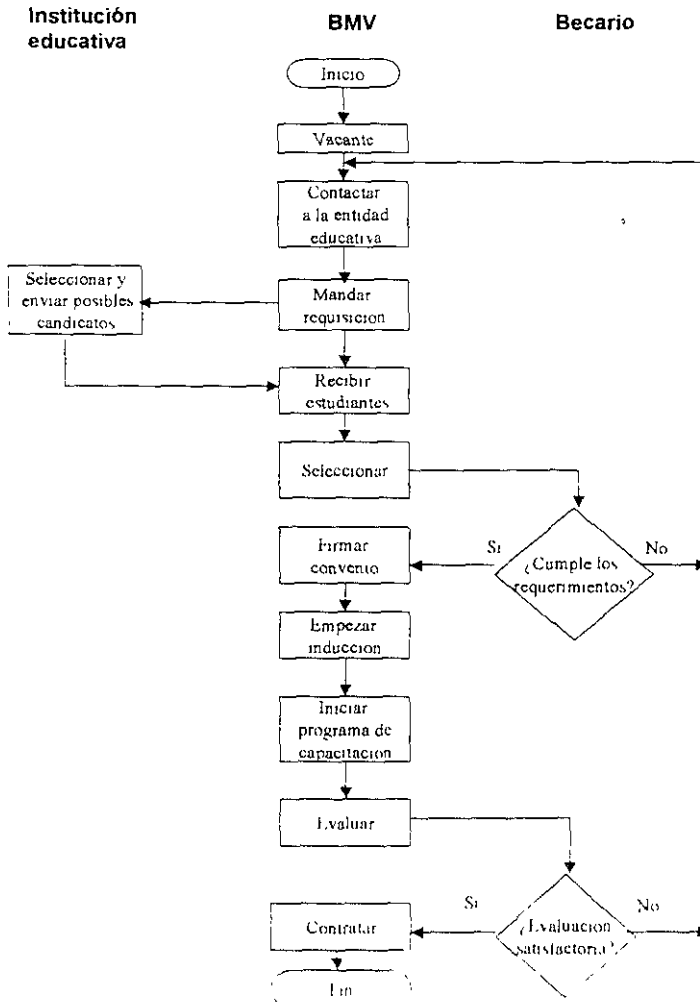 Institución
educativa
BMV
Becario
Inicio
Vacante
Contactar
a la entidad
educativa
Seleccionar y
enviar posibles
candicatos
Mandar
requisicion
Recibir
estudiantes
Seleccionar
Firmar
convenio
Si
¿Cumple los
requerimientos?
No
Empezar
induccion
Iniciar
programa de
capacitacion
Evaluar
Contratar
Si
¿Evaluacion
satisfactoria?
No
Fin